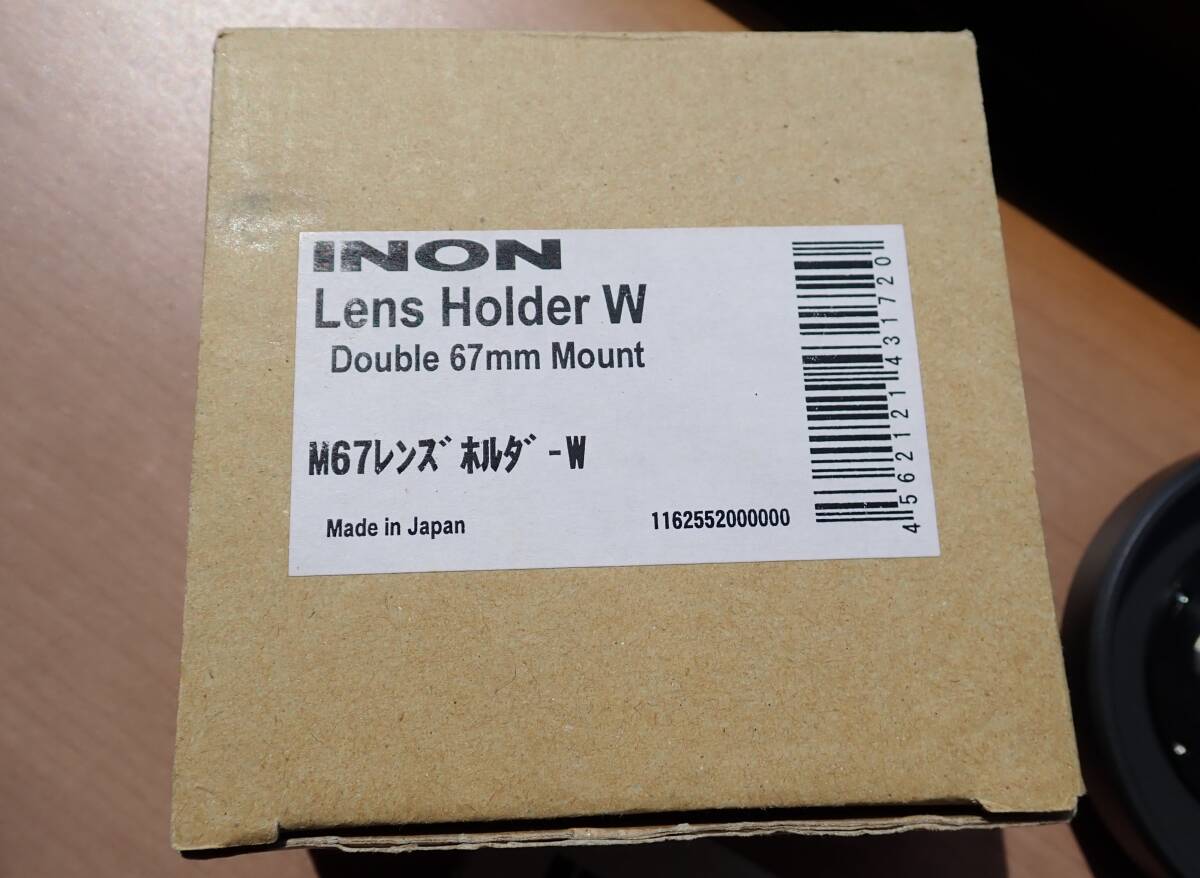 INON
Lens Holder W
Double 67mm Mount
M67ﾚﾝｽﾞﾎﾙﾀﾞ-W
Made in Japan
1162552000000
4562121431720